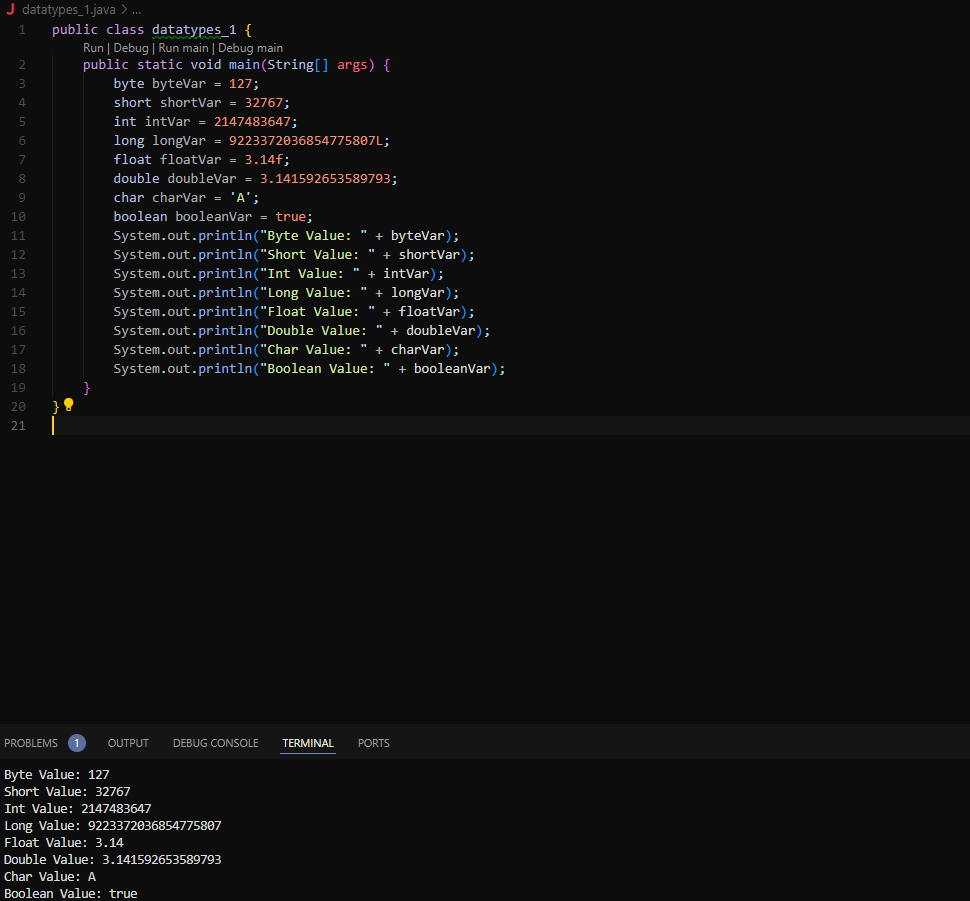 J datatypes_1.java > ...
1 public class datatypes_1 {
Run | Debug | Run main | Debug main
2 public static void main(String[] args) {
3 byte byteVar = 127;
4 short shortVar = 32767;
5 int intVar = 2147483647;
6 long longVar = 9223372036854775807L;
7 float floatVar = 3.14f;
8 double doubleVar = 3.141592653589793;
9 char charVar = 'A';
10 boolean booleanVar = true;
11 System.out.println("Byte Value: " + byteVar);
12 System.out.println("Short Value: " + shortVar);
13 System.out.println("Int Value: " + intVar);
14 System.out.println("Long Value: " + longVar);
15 System.out.println("Float Value: " + floatVar);
16 System.out.println("Double Value: " + doubleVar);
17 System.out.println("Char Value: " + charVar);
18 System.out.println("Boolean Value: " + booleanVar);
19 }
20 }
21
PROBLEMS 1 OUTPUT DEBUG CONSOLE TERMINAL PORTS
Byte Value: 127
Short Value: 32767
Int Value: 2147483647
Long Value: 9223372036854775807
Float Value: 3.14
Double Value: 3.141592653589793
Char Value: A
Boolean Value: true